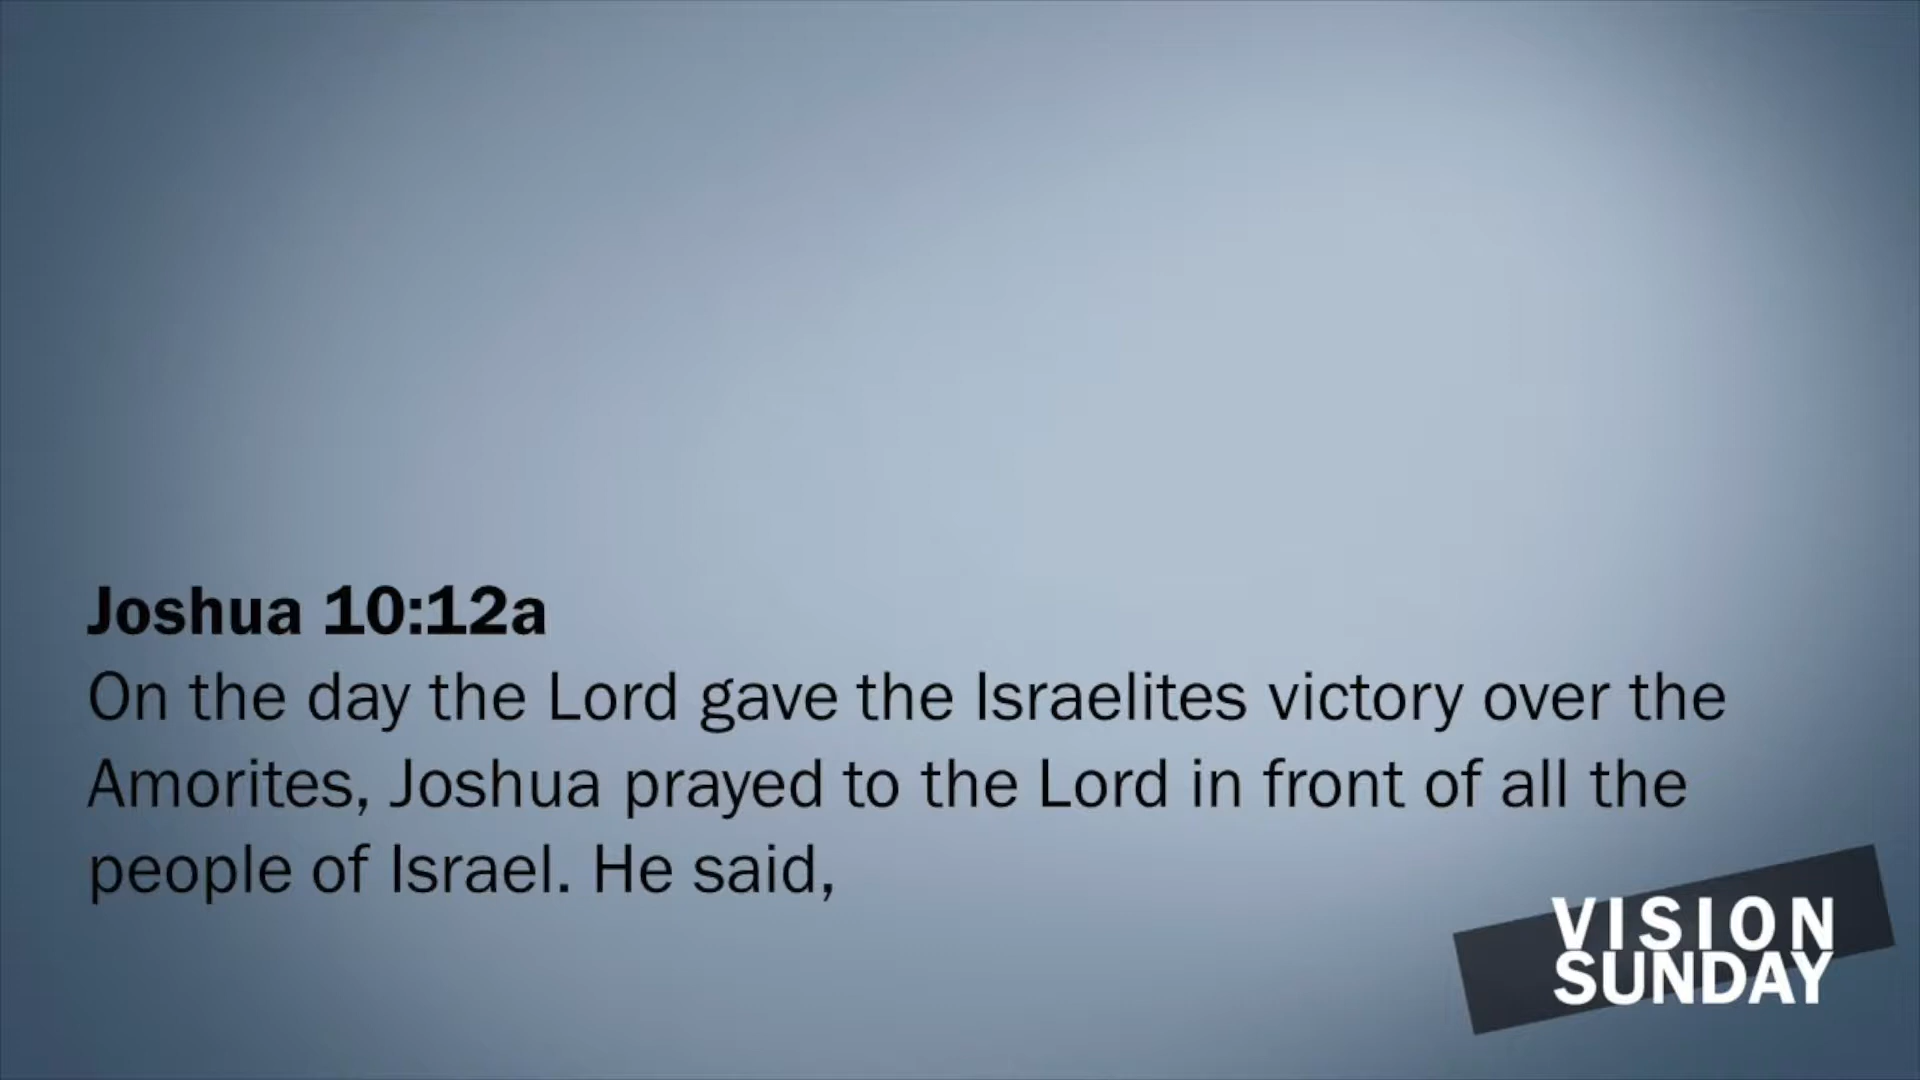 Joshua 10:12a
On the day the Lord gave the Israelites victory over the
Amorites, Joshua prayed to the Lord in front of all the
people of Israel. He said,
VISION
SUNDAY